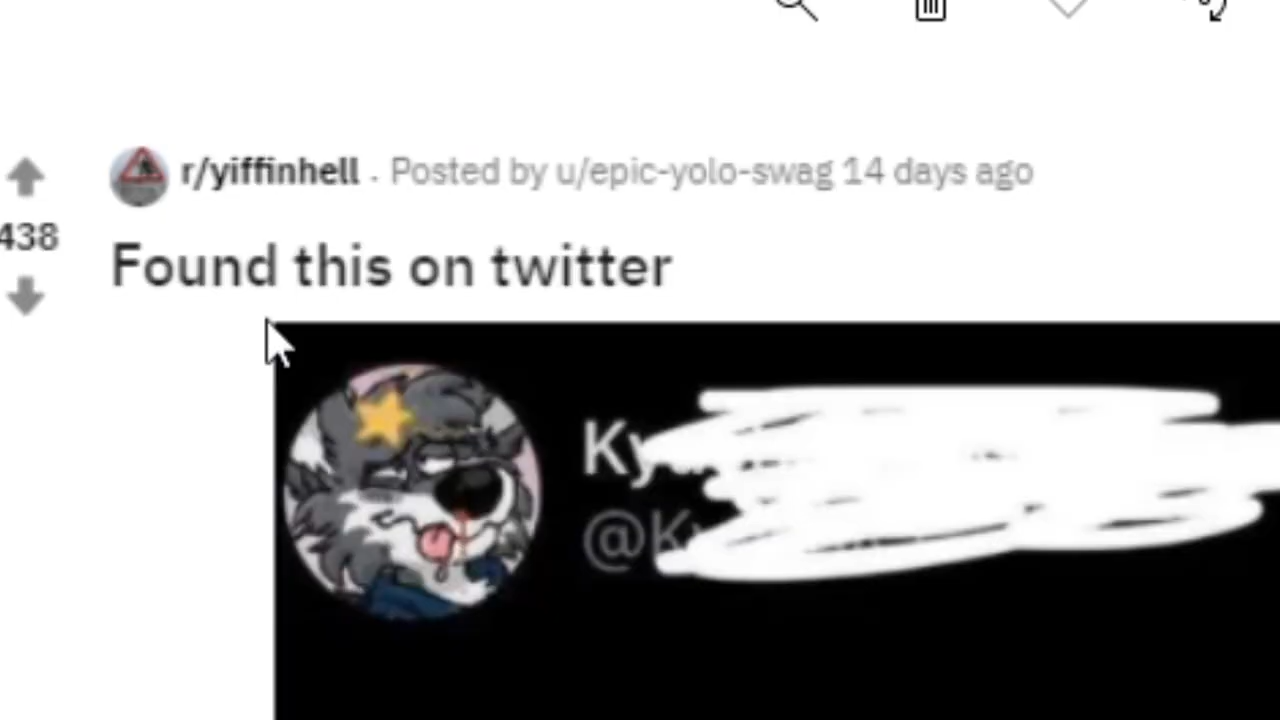 r/yiffinhell . Posted by u/epic-yolo-swag 14 days ago
438
Found this on twitter